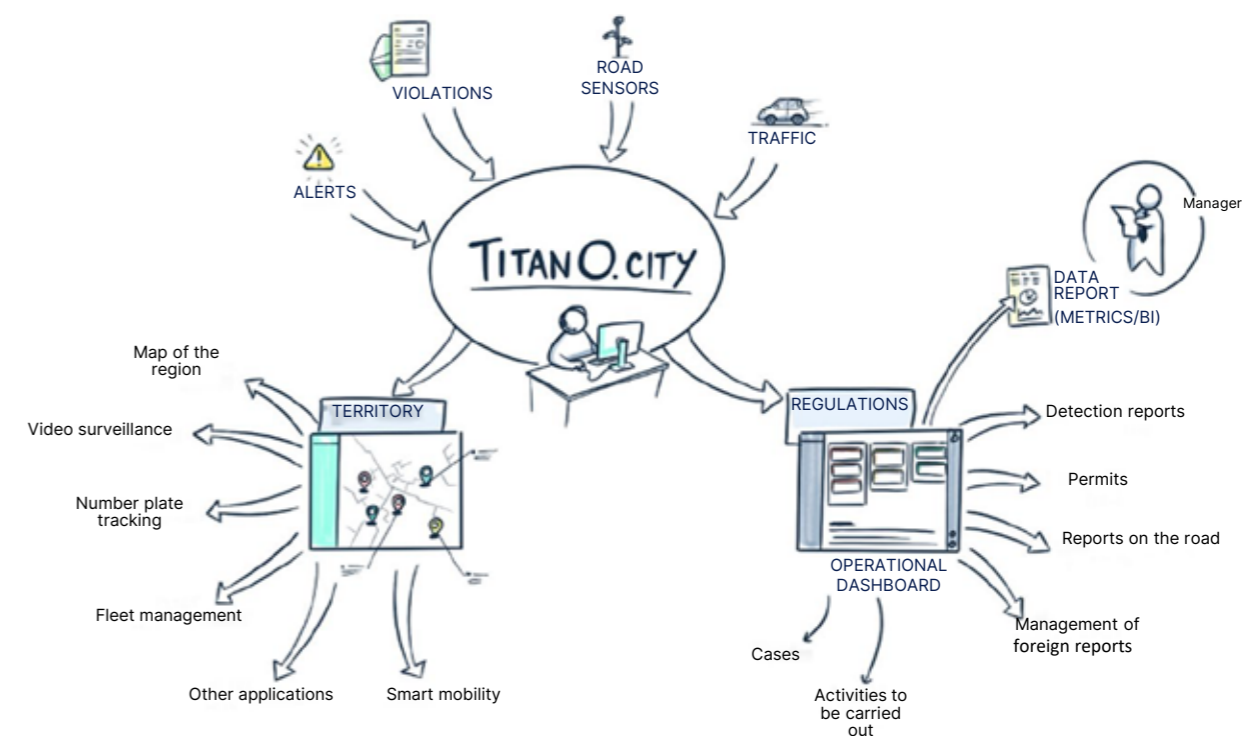 VIOLATIONS
ROAD
SENSORS
TRAFFIC
ALERTS
TITANO.CITY
Manager
DATA
REPORT
(METRICS/BI)
Map of the
region
Video surveillance
Number plate
tracking
Fleet management
Other applications
Smart mobility
TERRITORY
REGULATIONS
Detection reports
Permits
Reports on the road
Management of
foreign reports
OPERATIONAL
DASHBOARD
Cases
Activities to
be carried
out